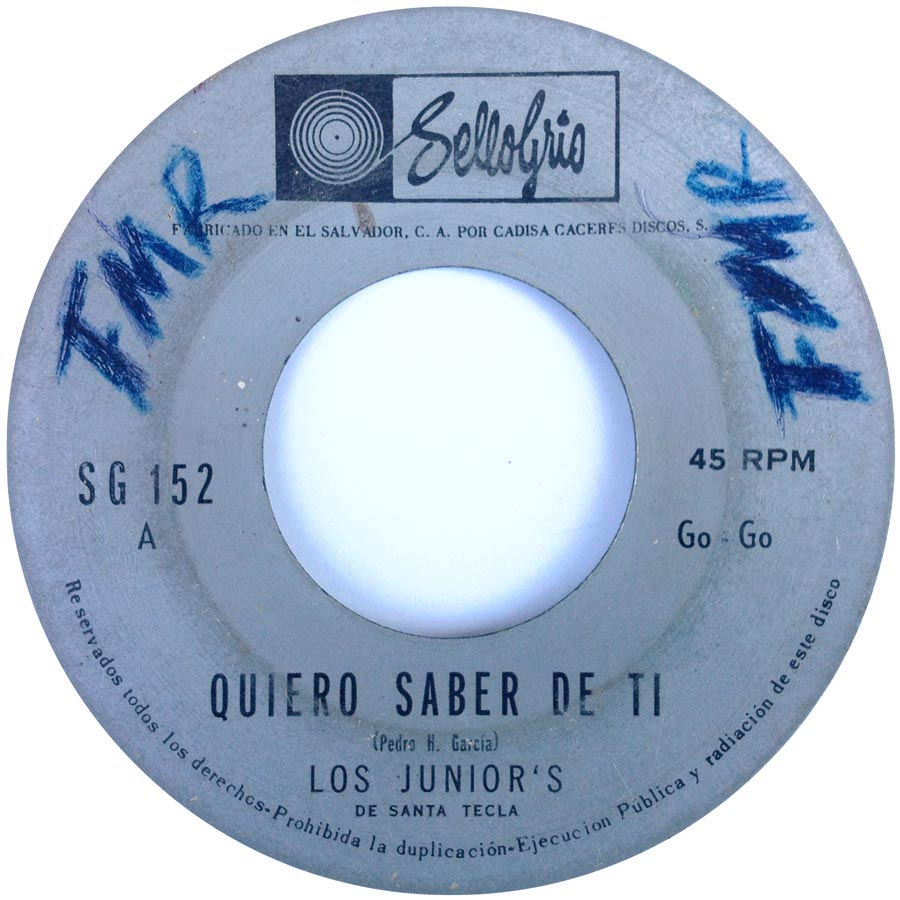 SelloGris
FMR
FMR
FABRICADO EN EL SALVADOR, C. A. POR CADISA CACERES DISCOS, S.
SG 152
A
45 RPM
Go - Go
QUIERO SABER DE TI
(Pedro H. García)
LOS JUNIOR'S
DE SANTA TECLA
Reservados todos los derechos-Prohibida la duplicación-Ejecucion Pública y radiación de este disco